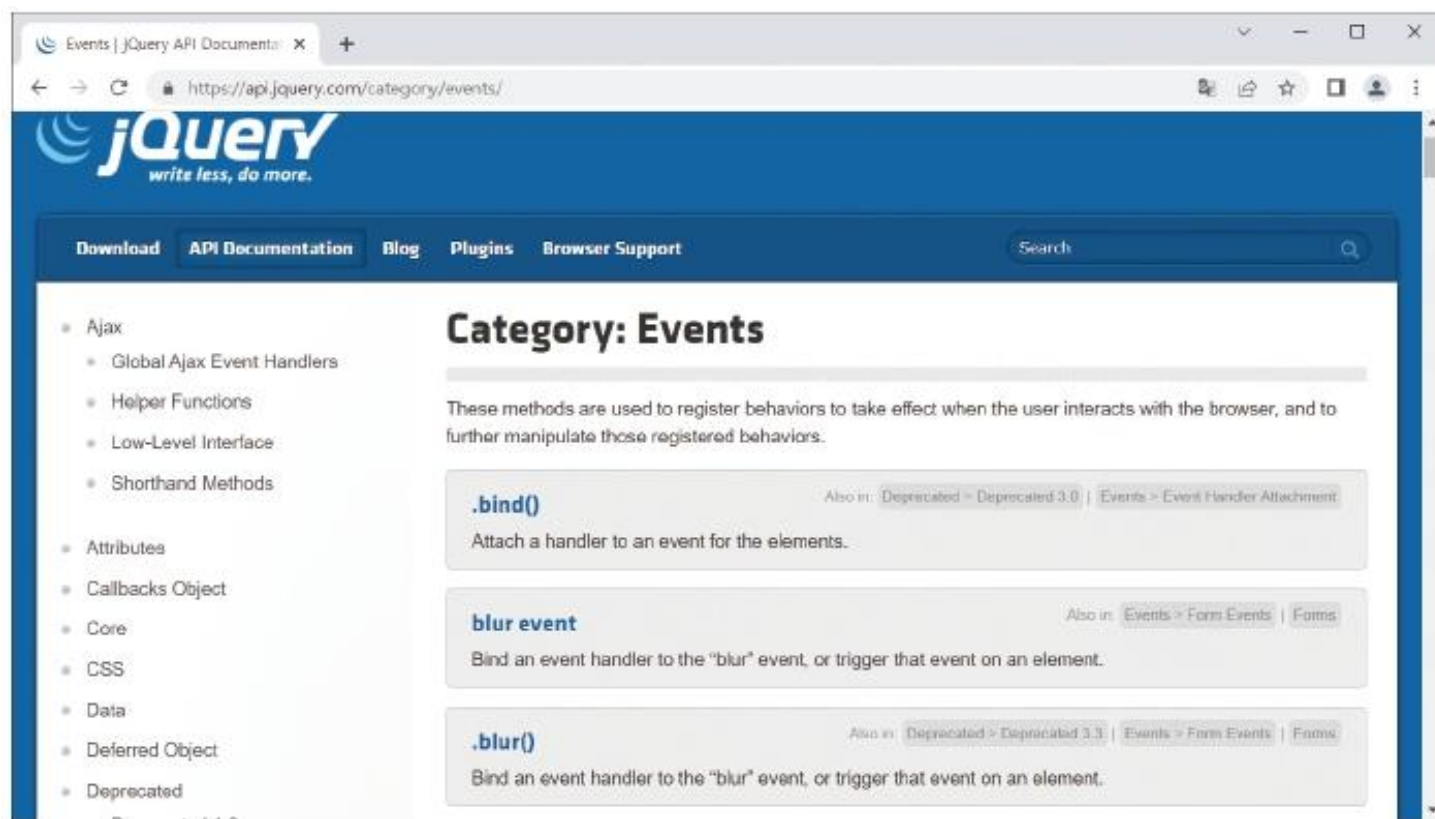 Events | jQuery API Documenta
https://api.jquery.com/category/events/
jQuery
write less, do more.
Download API Documentation Blog Plugins Browser Support Search
Ajax
Global Ajax Event Handlers
Helper Functions
Low-Level Interface
Shorthand Methods
Attributes
Callbacks Object
Core
CSS
Data
Deferred Object
Deprecated
Category: Events
These methods are used to register behaviors to take effect when the user interacts with the browser, and to
further manipulate those registered behaviors.
.bind() Also in: Deprecated > Deprecated 3.0 | Events > Event Handler Attachment
Attach a handler to an event for the elements.
blur event Also in: Events > Form Events | Forms
Bind an event handler to the “blur” event, or trigger that event on an element.
.blur() Also in: Deprecated > Deprecated 3.3 | Events > Form Events | Forms
Bind an event handler to the “blur” event, or trigger that event on an element.